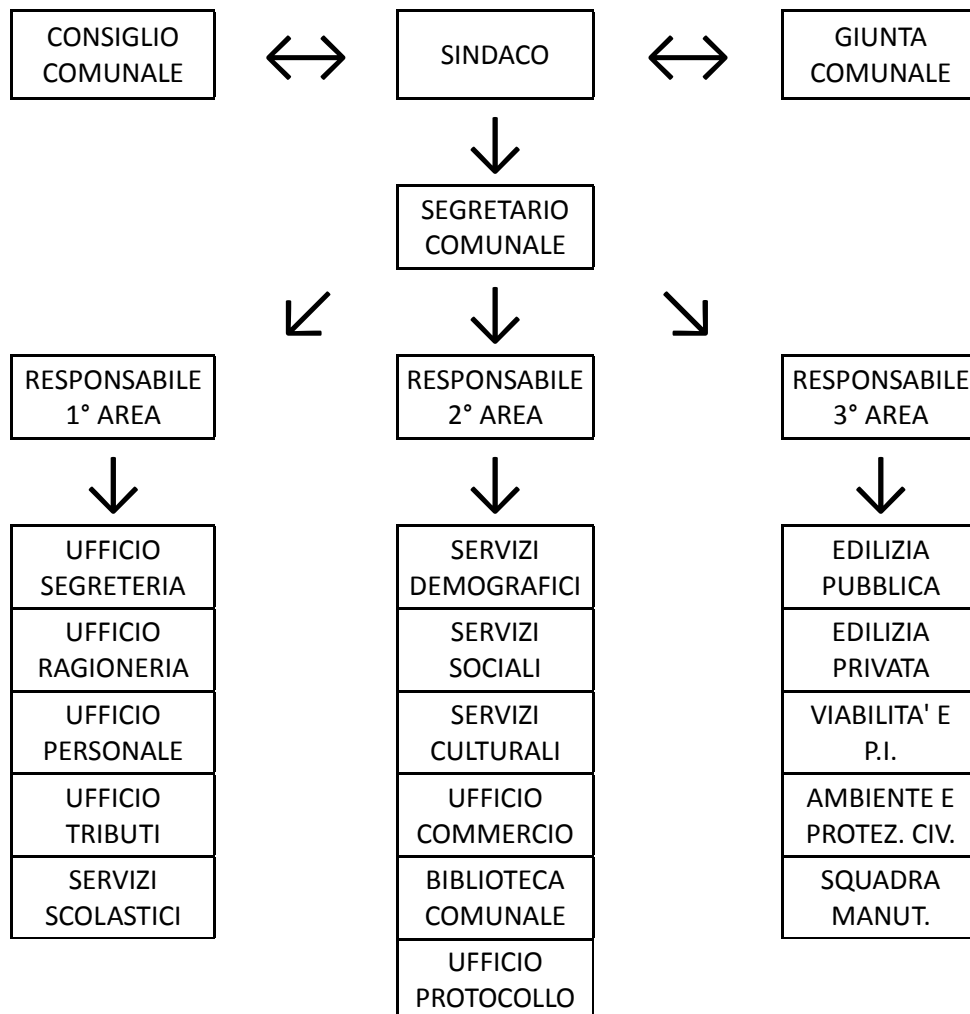 CONSIGLIO
COMUNALE
SINDACO
GIUNTA
COMUNALE
SEGRETARIO
COMUNALE
RESPONSABILE
1° AREA
RESPONSABILE
2° AREA
RESPONSABILE
3° AREA
UFFICIO
SEGRETERIA
UFFICIO
RAGIONERIA
UFFICIO
PERSONALE
UFFICIO
TRIBUTI
SERVIZI
SCOLASTICI
SERVIZI
DEMOGRAFICI
SERVIZI
SOCIALI
SERVIZI
CULTURALI
UFFICIO
COMMERCIO
BIBLIOTECA
COMUNALE
UFFICIO
PROTOCOLLO
EDILIZIA
PUBBLICA
EDILIZIA
PRIVATA
VIABILITA' E
P.I.
AMBIENTE E
PROTEZ. CIV.
SQUADRA
MANUT.